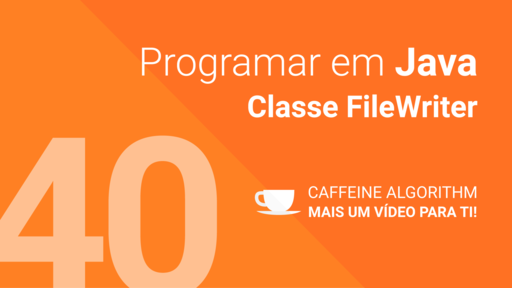 Programar em Java
Classe FileWriter
40
CAFFEINE ALGORITHM
MAIS UM VÍDEO PARA TI!